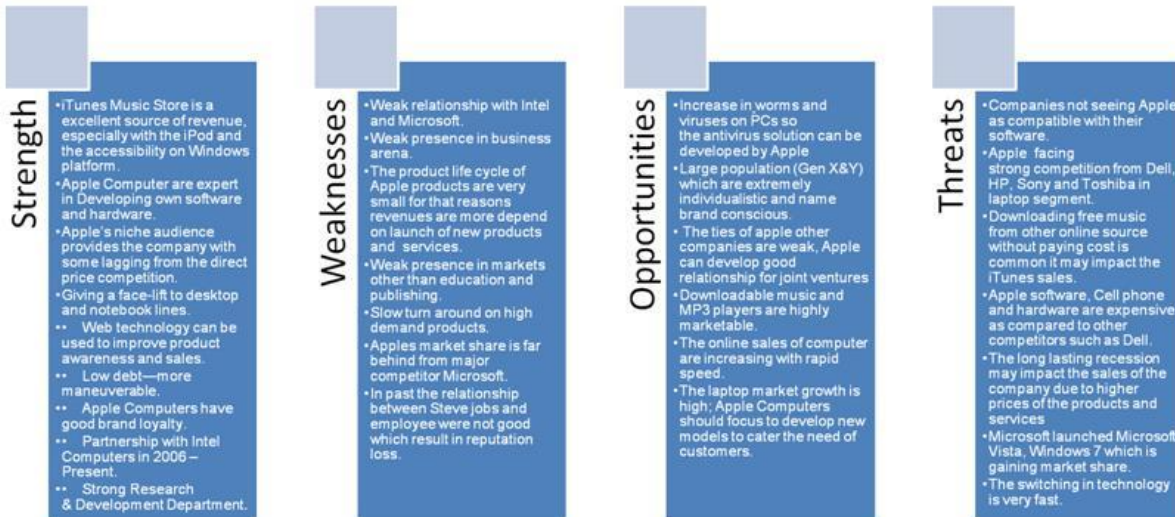 Strength
•iTunes Music Store is a
excellent source of revenue,
especially with the iPod and
the accessibility on Windows
platform.
•Apple Computer are expert
in Developing own software
and hardware.
•Apple's niche audience
provides the company with
some lagging from the direct
price competition.
•Giving a face-lift to desktop
and notebook lines.
•• Web technology can be
used to improve product
awareness and sales.
•• Low debt—more
maneuverable.
•• Apple Computers have
good brand loyalty.
•• Partnership with Intel
Computers in 2006 –
Present.
•• Strong Research
& Development Department.
Weaknesses
•Weak relationship with Intel
and Microsoft.
•Weak presence in business
arena.
•The product life cycle of
Apple products are very
small for that reasons
revenues are more depend
on launch of new products
and services.
•Weak presence in markets
other than education and
publishing.
•Slow turn around on high
demand products.
•Apples market share is far
behind from major
competitor Microsoft.
•In past the relationship
between Steve jobs and
employee were not good
which result in reputation
loss.
Opportunities
•Increase in worms and
viruses on PCs so
the antivirus solution can be
developed by Apple
•Large population (Gen X&Y)
which are extremely
individualistic and name
brand conscious.
• The ties of apple other
companies are weak, Apple
can develop good
relationship for joint ventures
•Downloadable music and
MP3 players are highly
marketable.
•The online sales of computer
are increasing with rapid
speed.
•The laptop market growth is
high; Apple Computers
should focus to develop new
models to cater the need of
customers.
Threats
•Companies not seeing Apple
as compatible with their
software.
•Apple facing
strong competition from Dell,
HP, Sony and Toshiba in
laptop segment.
•Downloading free music
from other online source
without paying cost is
common it may impact the
iTunes sales.
•Apple software, Cell phone
and hardware are expensive
as compared to other
competitors such as Dell.
•The long lasting recession
may impact the sales of the
company due to higher
prices of the products and
services
•Microsoft launched Microsoft
Vista, Windows 7 which is
gaining market share.
•The switching in technology
is very fast.